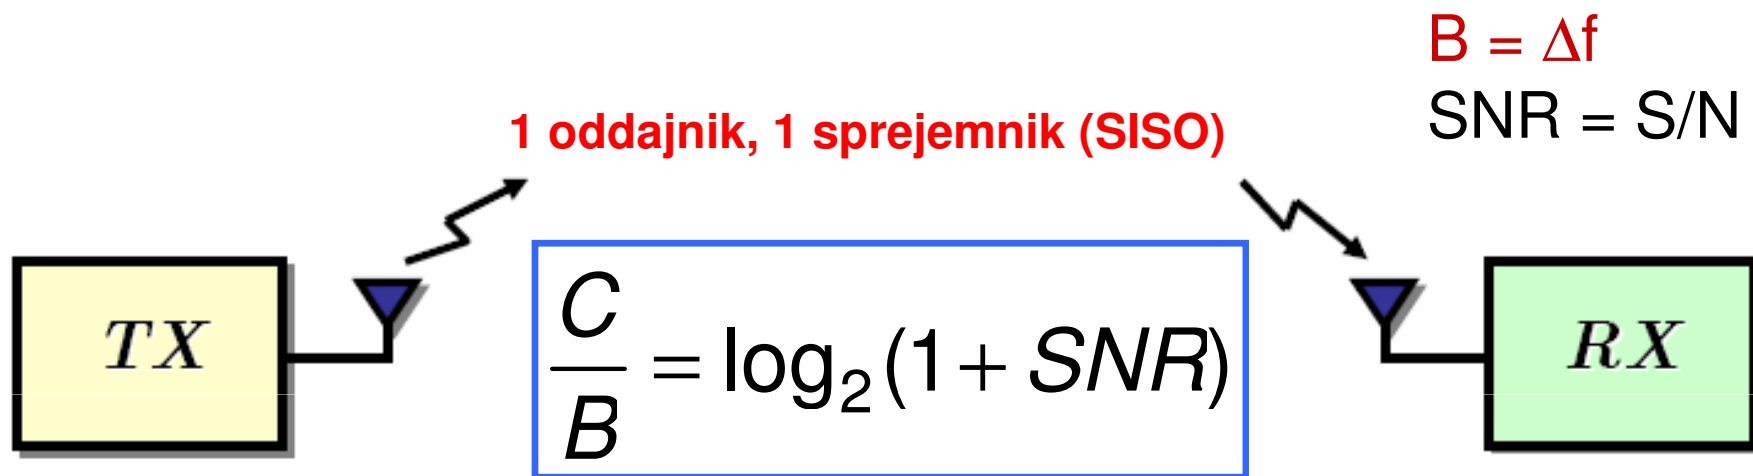 B = Δf
SNR = S/N
1 oddajnik, 1 sprejemnik (SISO)
TX
C/B = log₂(1+ SNR)
RX